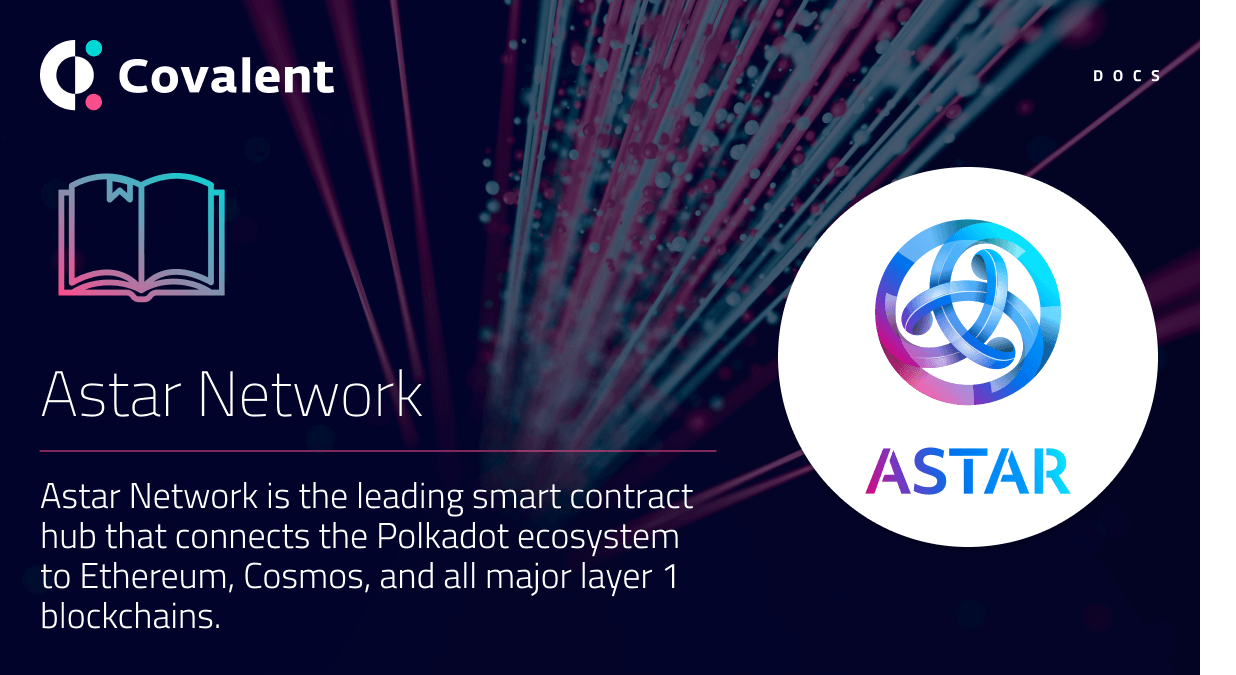 Covalent
DOCS
Astar Network
Astar Network is the leading smart contract
hub that connects the Polkadot ecosystem
to Ethereum, Cosmos, and all major layer 1
blockchains.
ASTAR